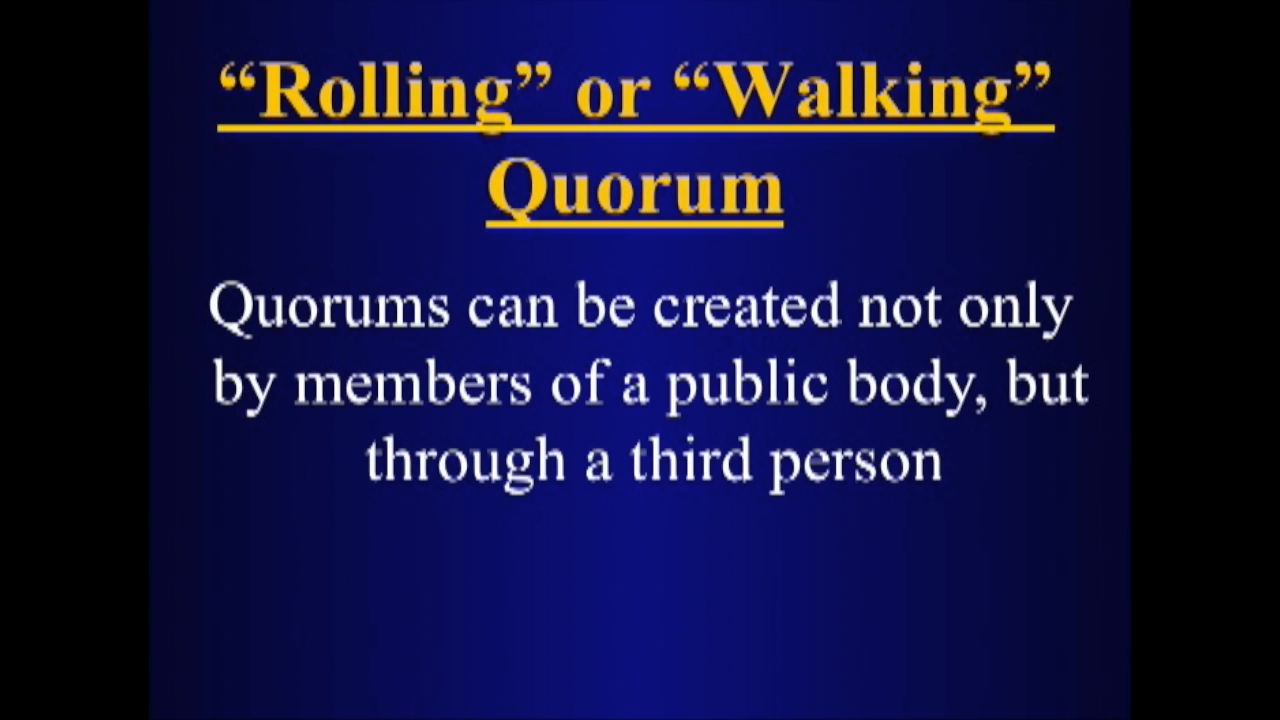 “Rolling” or “Walking”
Quorum
Quorums can be created not only
by members of a public body, but
through a third person